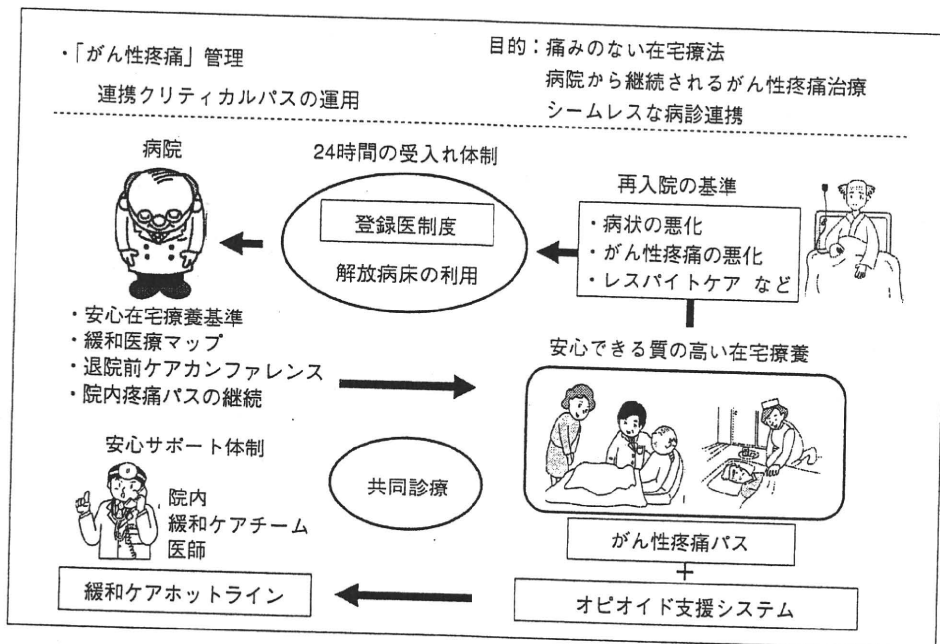 ・「がん性疼痛」管理
連携クリティカルパスの運用
目的：痛みのない在宅療法
病院から継続されるがん性疼痛治療
シームレスな病診連携
病院
24時間の受入れ体制
登録医制度
解放病床の利用
再入院の基準
・病状の悪化
・がん性疼痛の悪化
・レスパイトケア など
・安心在宅療養基準
・緩和医療マップ
・退院前ケアカンファレンス
・院内疼痛パスの継続
安心できる質の高い在宅療養
安心サポート体制
院内
緩和ケアチーム
医師
共同診療
がん性疼痛パス
+
緩和ケアホットライン
オピオイド支援システム